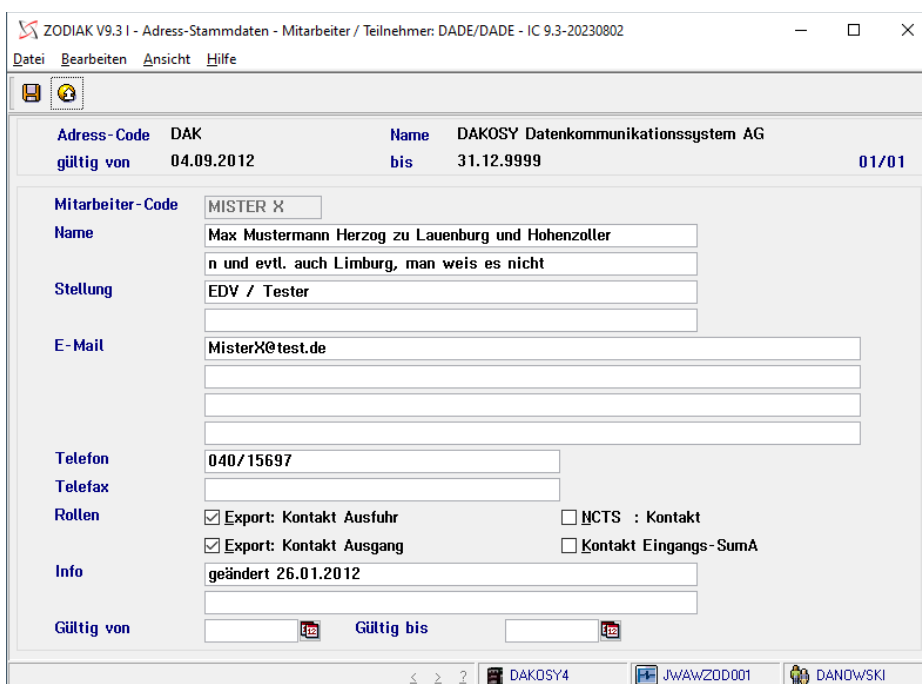 ZODIAK V9.3 I - Adress-Stammdaten - Mitarbeiter / Teilnehmer: DADE/DADE - IC 9.3-20230802
Datei Bearbeiten Ansicht Hilfe
Adress-Code DAK Name DAKOSY Datenkommunikationssystem AG
gültig von 04.09.2012 bis 31.12.9999 01/01
Mitarbeiter-Code MISTER X
Name Max Mustermann Herzog zu Lauenburg und Hohenzoller
n und evtl. auch Limburg, man weis es nicht
Stellung EDV / Tester
E-Mail MisterX@test.de
Telefon 040/15697
Telefax
Rollen Export: Kontakt Ausfuhr NCTS : Kontakt
Export: Kontakt Ausgang Kontakt Eingangs-SumA
Info geändert 26.01.2012
Gültig von 12 Gültig bis 12
< > ? DAKOSY4 JWAWZOD001 DANOWSKI